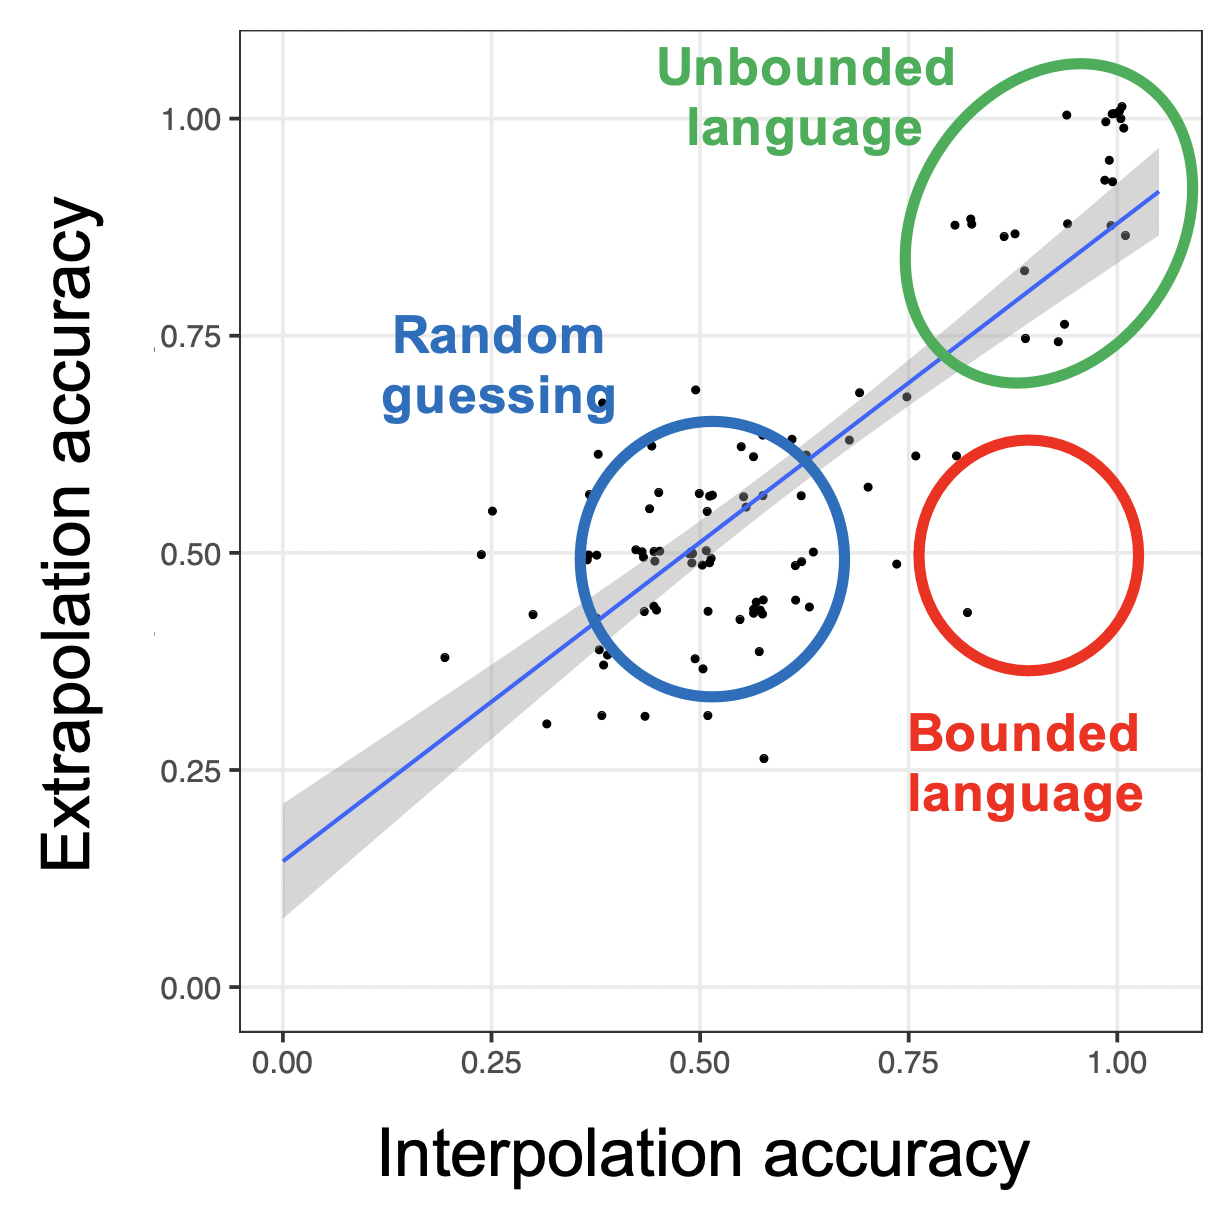 Unbounded
language
1.00
Random
guessing
0.75
0.50
Bounded
language
0.25
0.00
0.00 0.25 0.50 0.75 1.00
Extrapolation accuracy
Interpolation accuracy